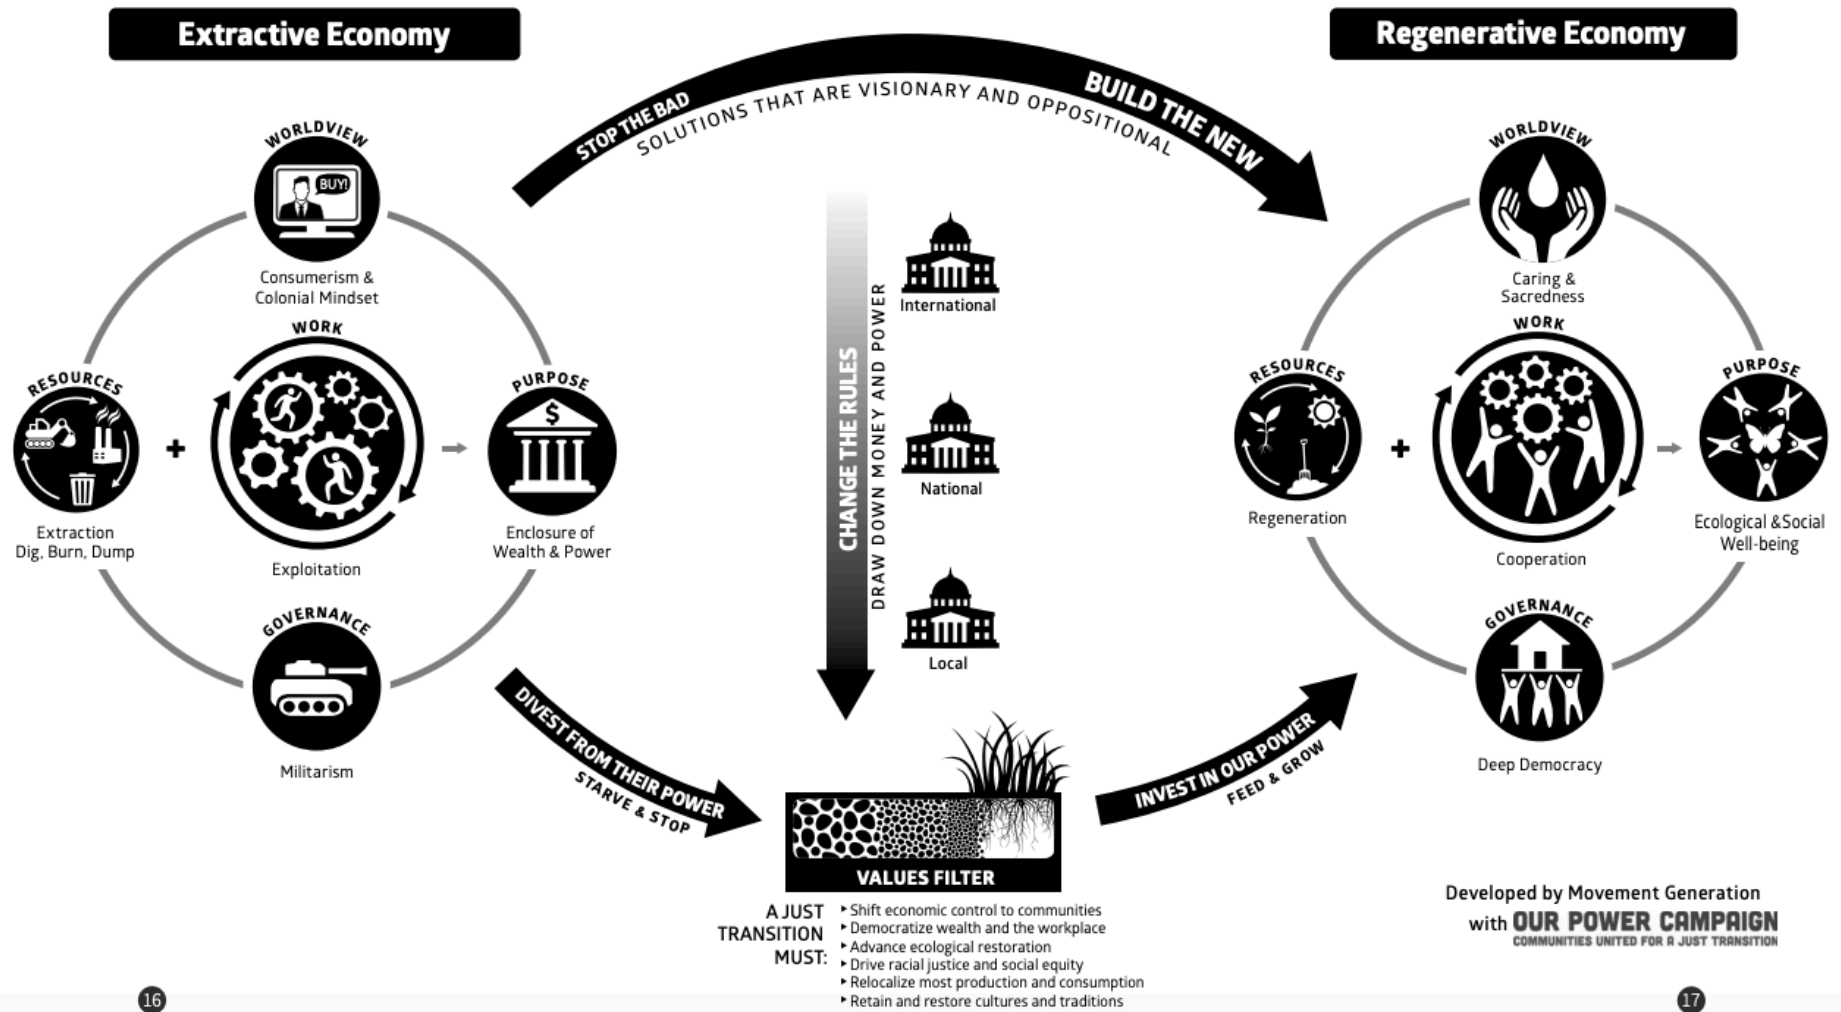 Extractive Economy
Regenerative Economy
STOP THE BAD
BUILD THE NEW
SOLUTIONS THAT ARE VISIONARY AND OPPOSITIONAL
WORLDVIEW
BUY!
Consumerism &
Colonial Mindset
WORK
Exploitation
RESOURCES
Extraction
Dig, Burn, Dump
+
PURPOSE
$
Enclosure of
Wealth & Power
GOVERNANCE
Militarism
CHANGE THE RULES
DRAW DOWN MONEY AND POWER
International
National
Local
WORLDVIEW
Caring &
Sacredness
WORK
Cooperation
RESOURCES
Regeneration
+
PURPOSE
Ecological &Social
Well-being
GOVERNANCE
Deep Democracy
DIVEST FROM THEIR POWER
STARVE & STOP
INVEST IN OUR POWER
FEED & GROW
VALUES FILTER
A JUST
TRANSITION
MUST:
Shift economic control to communities
Democratize wealth and the workplace
Advance ecological restoration
Drive racial justice and social equity
Relocalize most production and consumption
Retain and restore cultures and traditions
Developed by Movement Generation
with OUR POWER CAMPAIGN
COMMUNITIES UNITED FOR A JUST TRANSITION
16
17